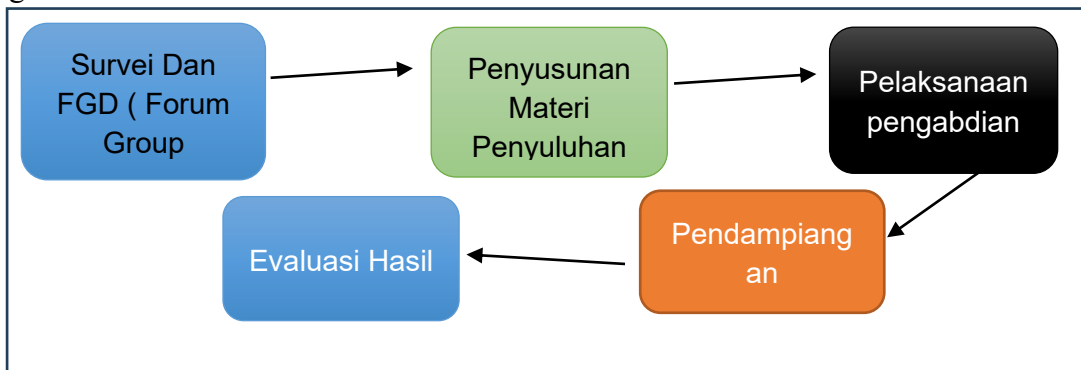 Survei Dan
FGD ( Forum
Group
Penyusunan
Materi
Penyuluhan
Pelaksanaan
pengabdian
Pendampiang
an
Evaluasi Hasil